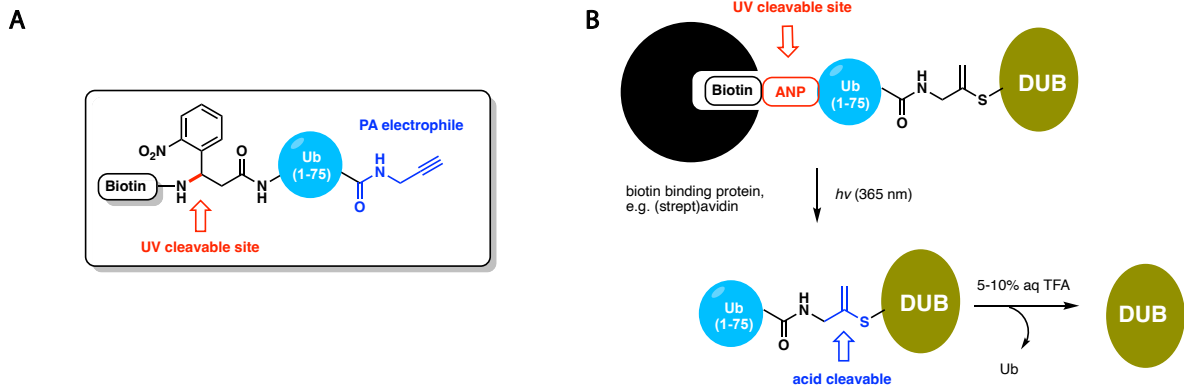 A
O2N
Biotin
N
H
O
N
H
Ub
(1-75)
PA electrophile
H
N
O
UV cleavable site
B
UV cleavable site
Biotin
ANP
Ub
(1-75)
O
H
N
S
DUB
biotin binding protein,
e.g. (strept)avidin
hv (365 nm)
Ub
(1-75)
O
H
N
S
DUB
acid cleavable
5-10% aq TFA
Ub
DUB